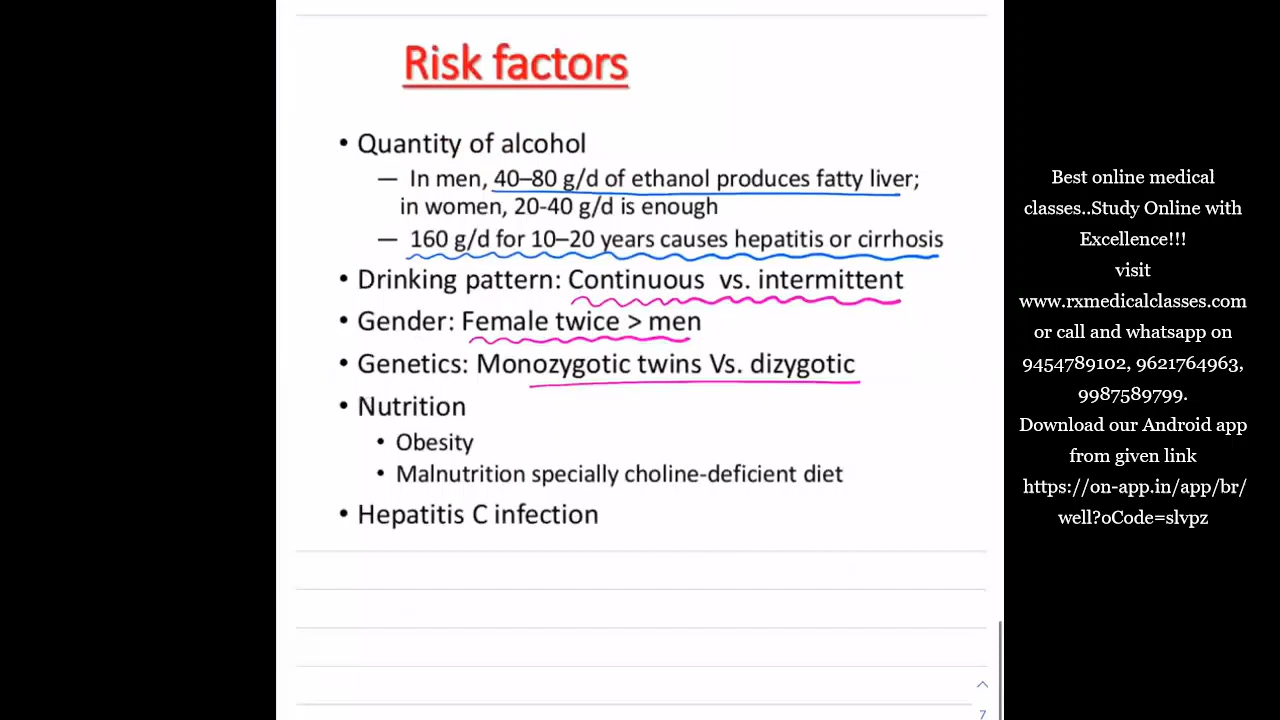 Risk factors
• Quantity of alcohol
— In men, 40–80 g/d of ethanol produces fatty liver;
in women, 20-40 g/d is enough
— 160 g/d for 10–20 years causes hepatitis or cirrhosis
• Drinking pattern: Continuous vs. intermittent
• Gender: Female twice > men
• Genetics: Monozygotic twins Vs. dizygotic
• Nutrition
• Obesity
• Malnutrition specially choline-deficient diet
• Hepatitis C infection
7
Best online medical
classes..Study Online with
Excellence!!!
visit
www.rxmedicalclasses.com
or call and whatsapp on
9454789102, 9621764963,
9987589799.
Download our Android app
from given link
https://on-app.in/app/br/
well?oCode=slvpz